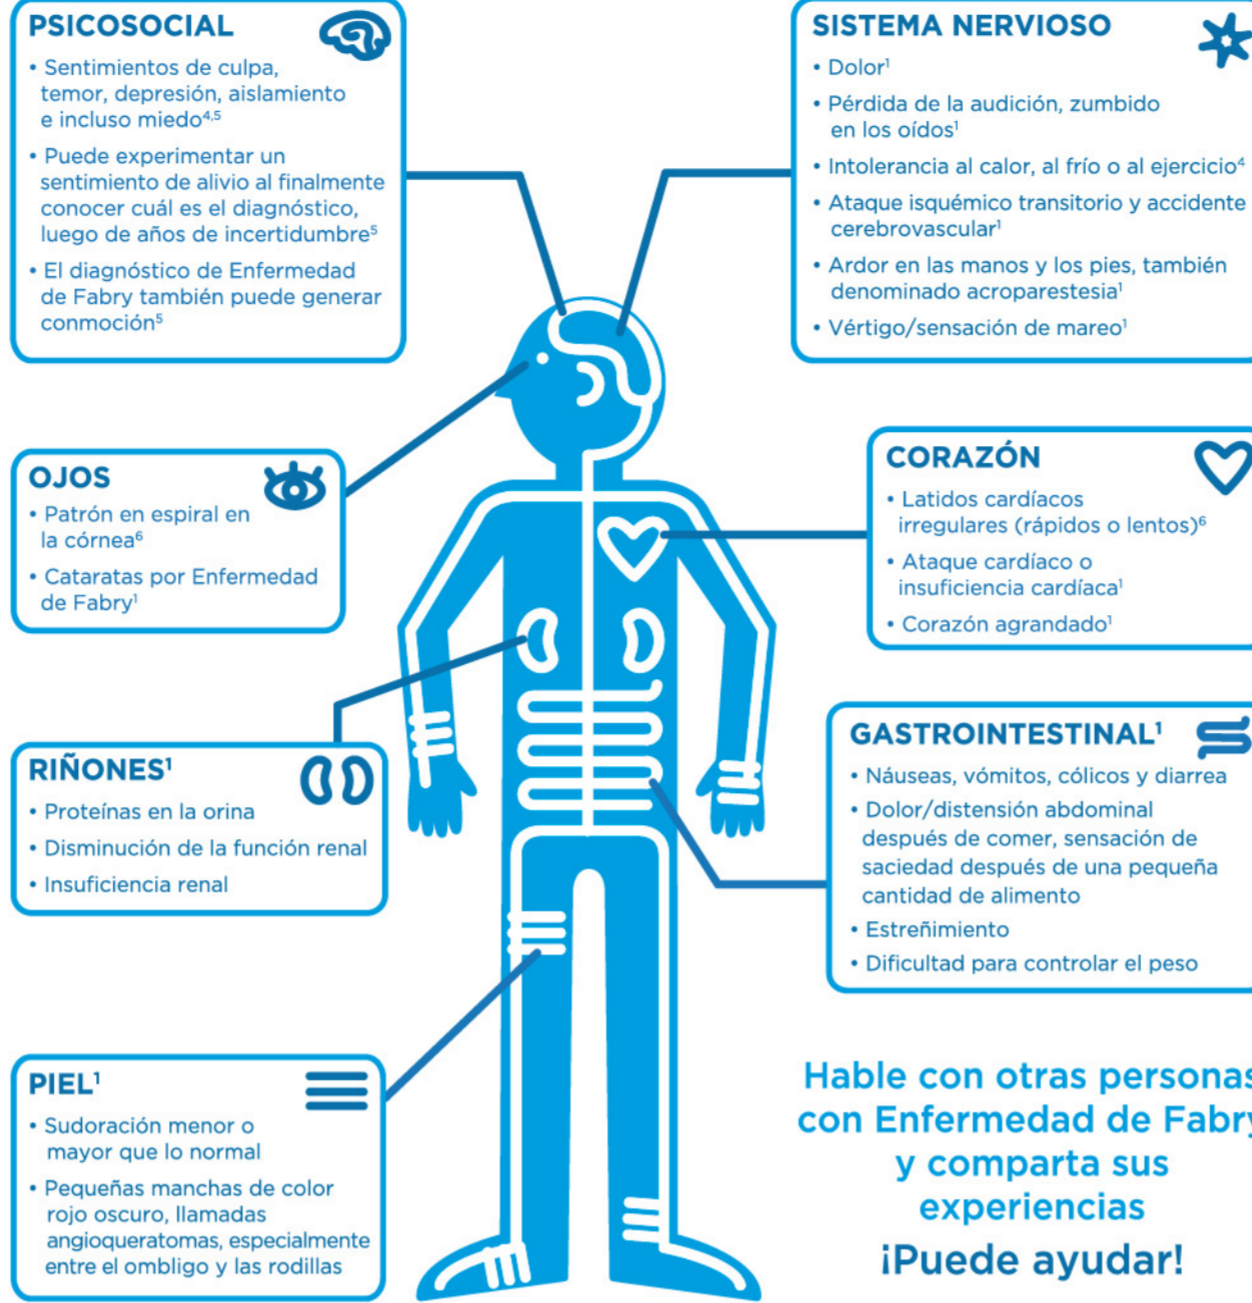 PSICOSOCIAL
• Sentimientos de culpa,
temor, depresión, aislamiento
e incluso miedo⁴,⁵
• Puede experimentar un
sentimiento de alivio al finalmente
conocer cuál es el diagnóstico,
luego de años de incertidumbre⁵
• El diagnóstico de Enfermedad
de Fabry también puede generar
conmoción⁵
SISTEMA NERVIOSO
• Dolor¹
• Pérdida de la audición, zumbido
en los oídos¹
• Intolerancia al calor, al frío o al ejercicio⁴
• Ataque isquémico transitorio y accidente
cerebrovascular¹
• Ardor en las manos y los pies, también
denominado acroparestesia¹
• Vértigo/sensación de mareo¹
OJOS
• Patrón en espiral en
la córnea⁶
• Cataratas por Enfermedad
de Fabry¹
CORAZÓN
• Latidos cardíacos
irregulares (rápidos o lentos)⁶
• Ataque cardíaco o
insuficiencia cardíaca¹
• Corazón agrandado¹
RIÑONES¹
• Proteínas en la orina
• Disminución de la función renal
• Insuficiencia renal
GASTROINTESTINAL¹
• Náuseas, vómitos, cólicos y diarrea
• Dolor/distensión abdominal
después de comer, sensación de
saciedad después de una pequeña
cantidad de alimento
• Estreñimiento
• Dificultad para controlar el peso
PIEL¹
• Sudoración menor o
mayor que lo normal
• Pequeñas manchas de color
rojo oscuro, llamadas
angioqueratomas, especialmente
entre el ombligo y las rodillas
Hable con otras personas
con Enfermedad de Fabry
y comparta sus
experiencias
¡Puede ayudar!